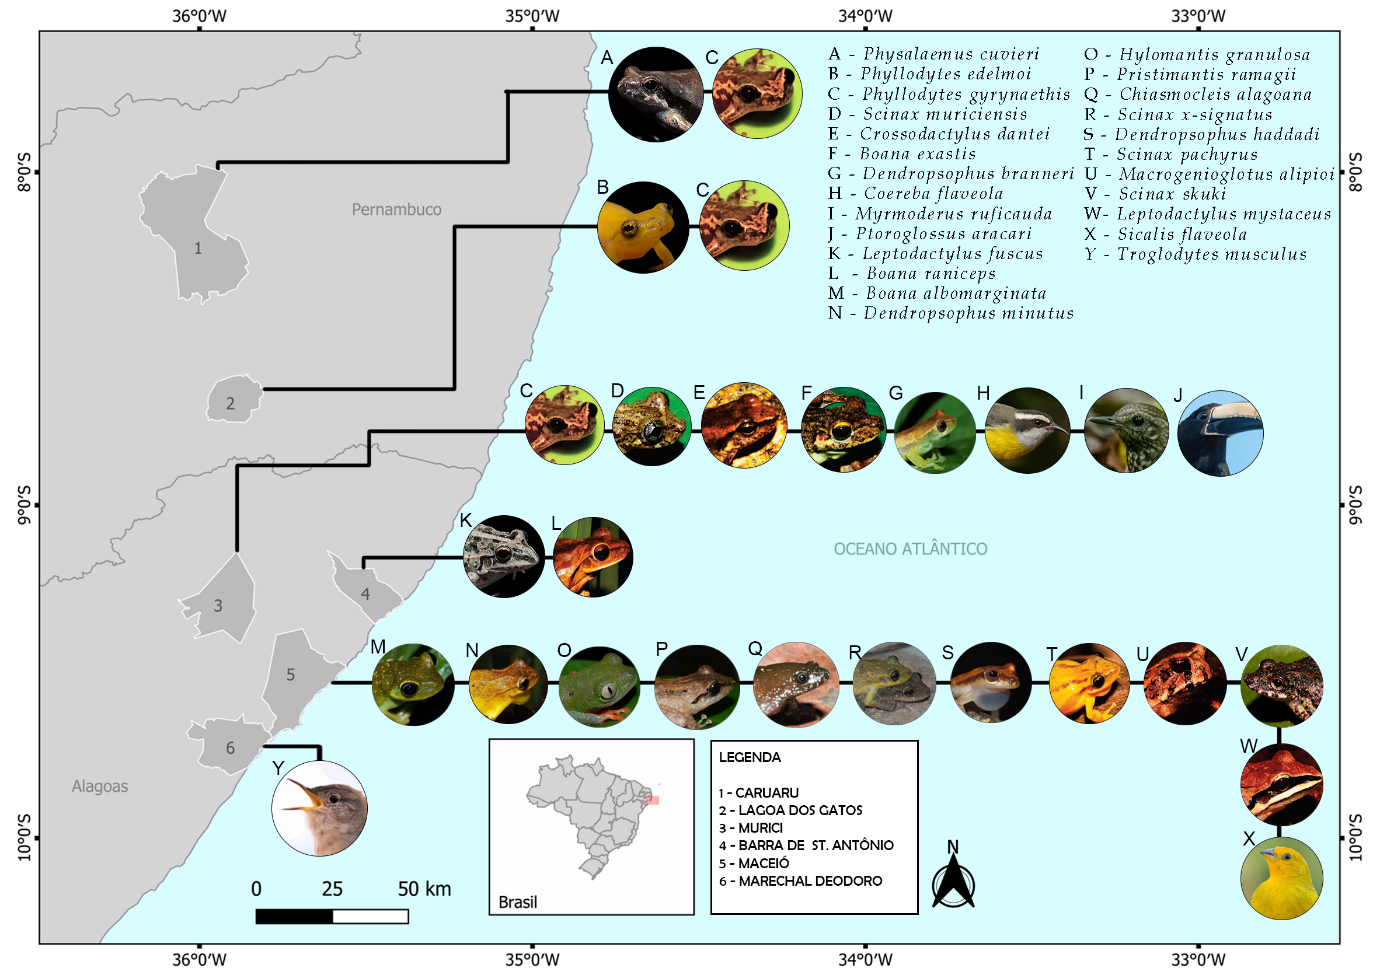 36°0'W 35°0'W 34°0'W 33°0'W
A C
A - Physalaemus cuvieri
B - Phyllodytes edelmoi
C - Phyllodytes gyrynaethis
D - Scinax muriciensis
E - Crossodactylus dantei
F - Boana exastis
G - Dendropsophus branneri
H - Coereba flaveola
I - Myrmoderus ruficauda
J - Ptoroglossus aracari
K - Leptodactylus fuscus
L - Boana raniceps
M - Boana albomarginata
N - Dendropsophus minutus
O - Hylomantis granulosa
P - Pristimantis ramagii
Q - Chiasmocleis alagoana
R - Scinax x-signatus
S - Dendropsophus haddadi
T - Scinax pachyrus
U - Macrogenioglotus alipioi
V - Scinax skuki
W- Leptodactylus mystaceus
X - Sicalis flaveola
Y - Troglodytes musculus
8°0'S 8°0'S
B C
Pernambuco
1
2
C D E F G H I J
9°0'S 9°0'S
K L
OCEANO ATLÂNTICO
3 4
M N O P Q R S T U V
5
6
W
Y
X
Alagoas
10°0'S 10°0'S
0 25 50 km
Brasil
LEGENDA
1 - CARUARU
2 - LAGOA DOS GATOS
3 - MURICI
4 - BARRA DE ST. ANTÔNIO
5 - MACEIÓ
6 - MARECHAL DEODORO
N
36°0'W 35°0'W 34°0'W 33°0'W